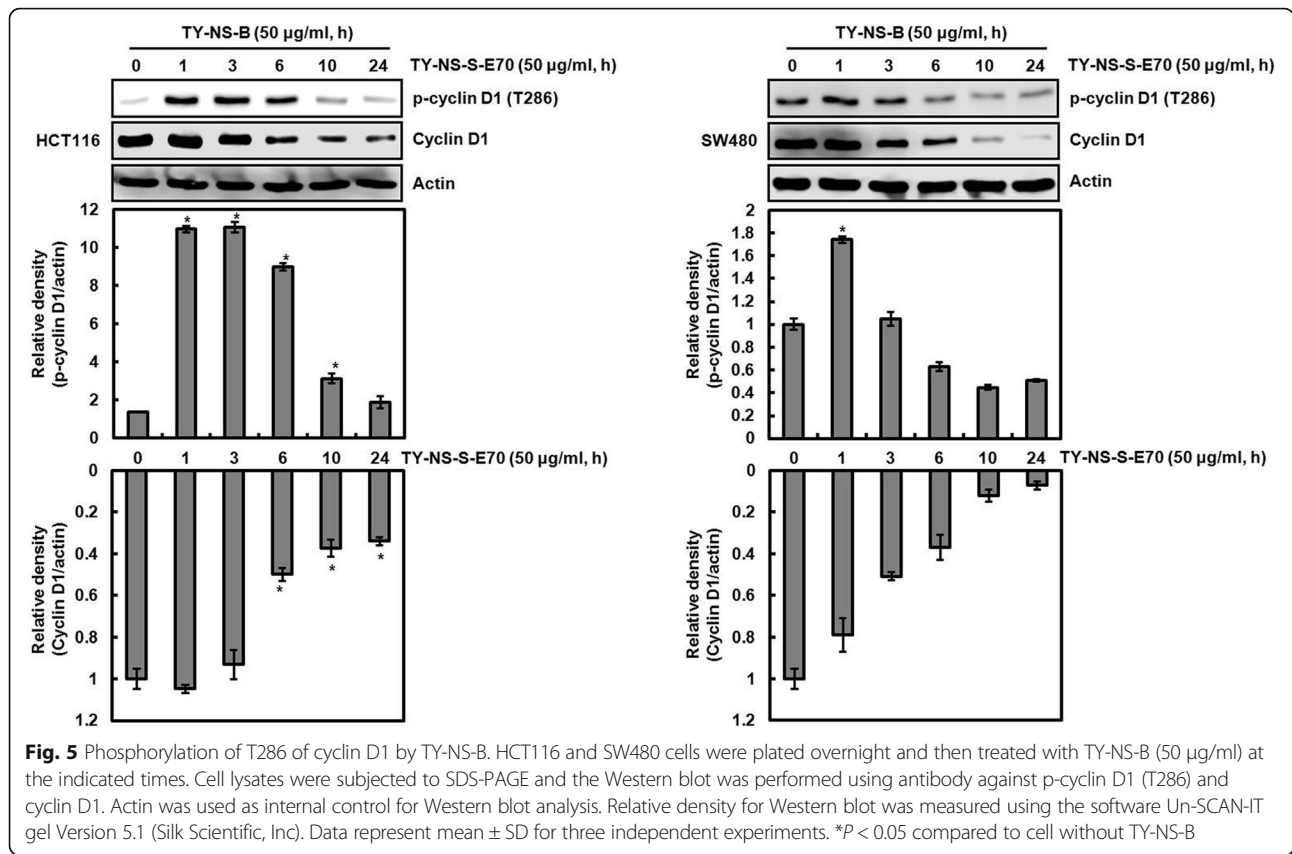 TY-NS-B (50 µg/ml, h)
0 1 3 6 10 24 TY-NS-S-E70 (50 µg/ml, h)
p-cyclin D1 (T286)
HCT116 Cyclin D1
Actin
12
10
8
6
4
2
0
Relative density
(p-cyclin D1/actin)
* * * *
0 1 3 6 10 24 TY-NS-S-E70 (50 µg/ml, h)
0
0.2
0.4
0.6
0.8
1
1.2
Relative density
(Cyclin D1/actin)
* * *
TY-NS-B (50 µg/ml, h)
0 1 3 6 10 24 TY-NS-S-E70 (50 µg/ml, h)
p-cyclin D1 (T286)
SW480 Cyclin D1
Actin
2
1.8
1.6
1.4
1.2
1
0.8
0.6
0.4
0.2
0
Relative density
(p-cyclin D1/actin)
*
0 1 3 6 10 24 TY-NS-S-E70 (50 µg/ml, h)
0
0.2
0.4
0.6
0.8
1
1.2
Relative density
(Cyclin D1/actin)
Fig. 5 Phosphorylation of T286 of cyclin D1 by TY-NS-B. HCT116 and SW480 cells were plated overnight and then treated with TY-NS-B (50 µg/ml) at
the indicated times. Cell lysates were subjected to SDS-PAGE and the Western blot was performed using antibody against p-cyclin D1 (T286) and
cyclin D1. Actin was used as internal control for Western blot analysis. Relative density for Western blot was measured using the software Un-SCAN-IT
gel Version 5.1 (Silk Scientific, Inc). Data represent mean ± SD for three independent experiments. *P < 0.05 compared to cell without TY-NS-B